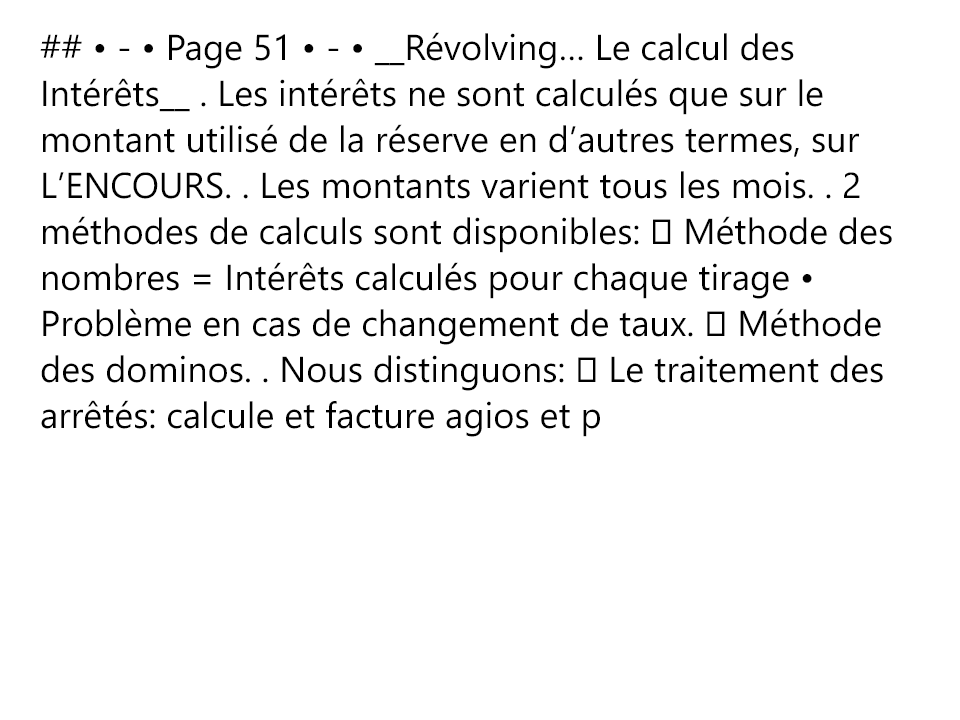 ## • - • Page 51 • - • __Révolving… Le calcul des
Intérêts__ . Les intérêts ne sont calculés que sur le
montant utilisé de la réserve en d’autres termes, sur
L’ENCOURS. . Les montants varient tous les mois. . 2
méthodes de calculs sont disponibles:  Méthode des
nombres = Intérêts calculés pour chaque tirage •
Problème en cas de changement de taux.  Méthode
des dominos. . Nous distinguons:  Le traitement des
arrêtés: calcule et facture agios et p